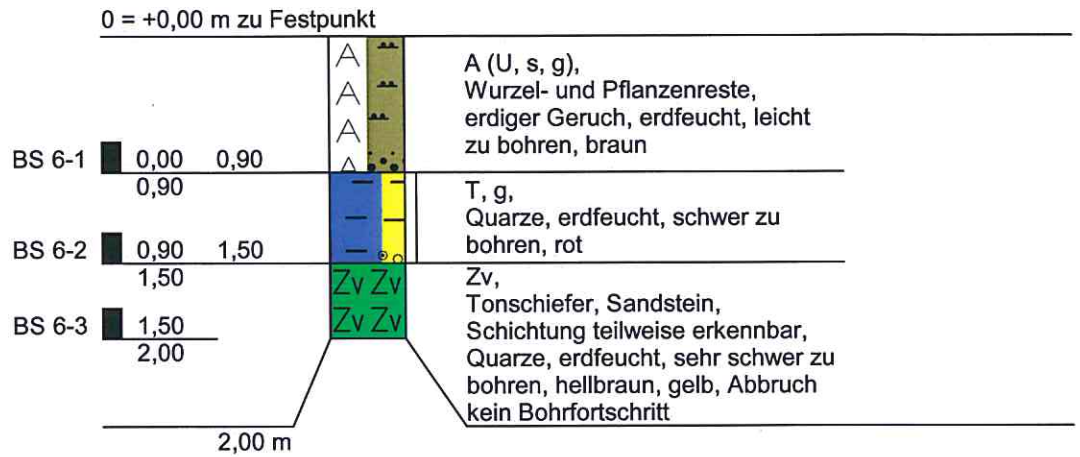 0 = +0,00 m zu Festpunkt
A
A
A
A
A (U, s, g),
Wurzel- und Pflanzenreste,
erdiger Geruch, erdfeucht, leicht
zu bohren, braun
BS 6-1 0,00 0,90
0,90
T, g,
Quarze, erdfeucht, schwer zu
bohren, rot
BS 6-2 0,90 1,50
1,50
Zv Zv
Zv Zv
Zv,
Tonschiefer, Sandstein,
Schichtung teilweise erkennbar,
Quarze, erdfeucht, sehr schwer zu
bohren, hellbraun, gelb, Abbruch
kein Bohrfortschritt
BS 6-3 1,50
2,00
2,00 m